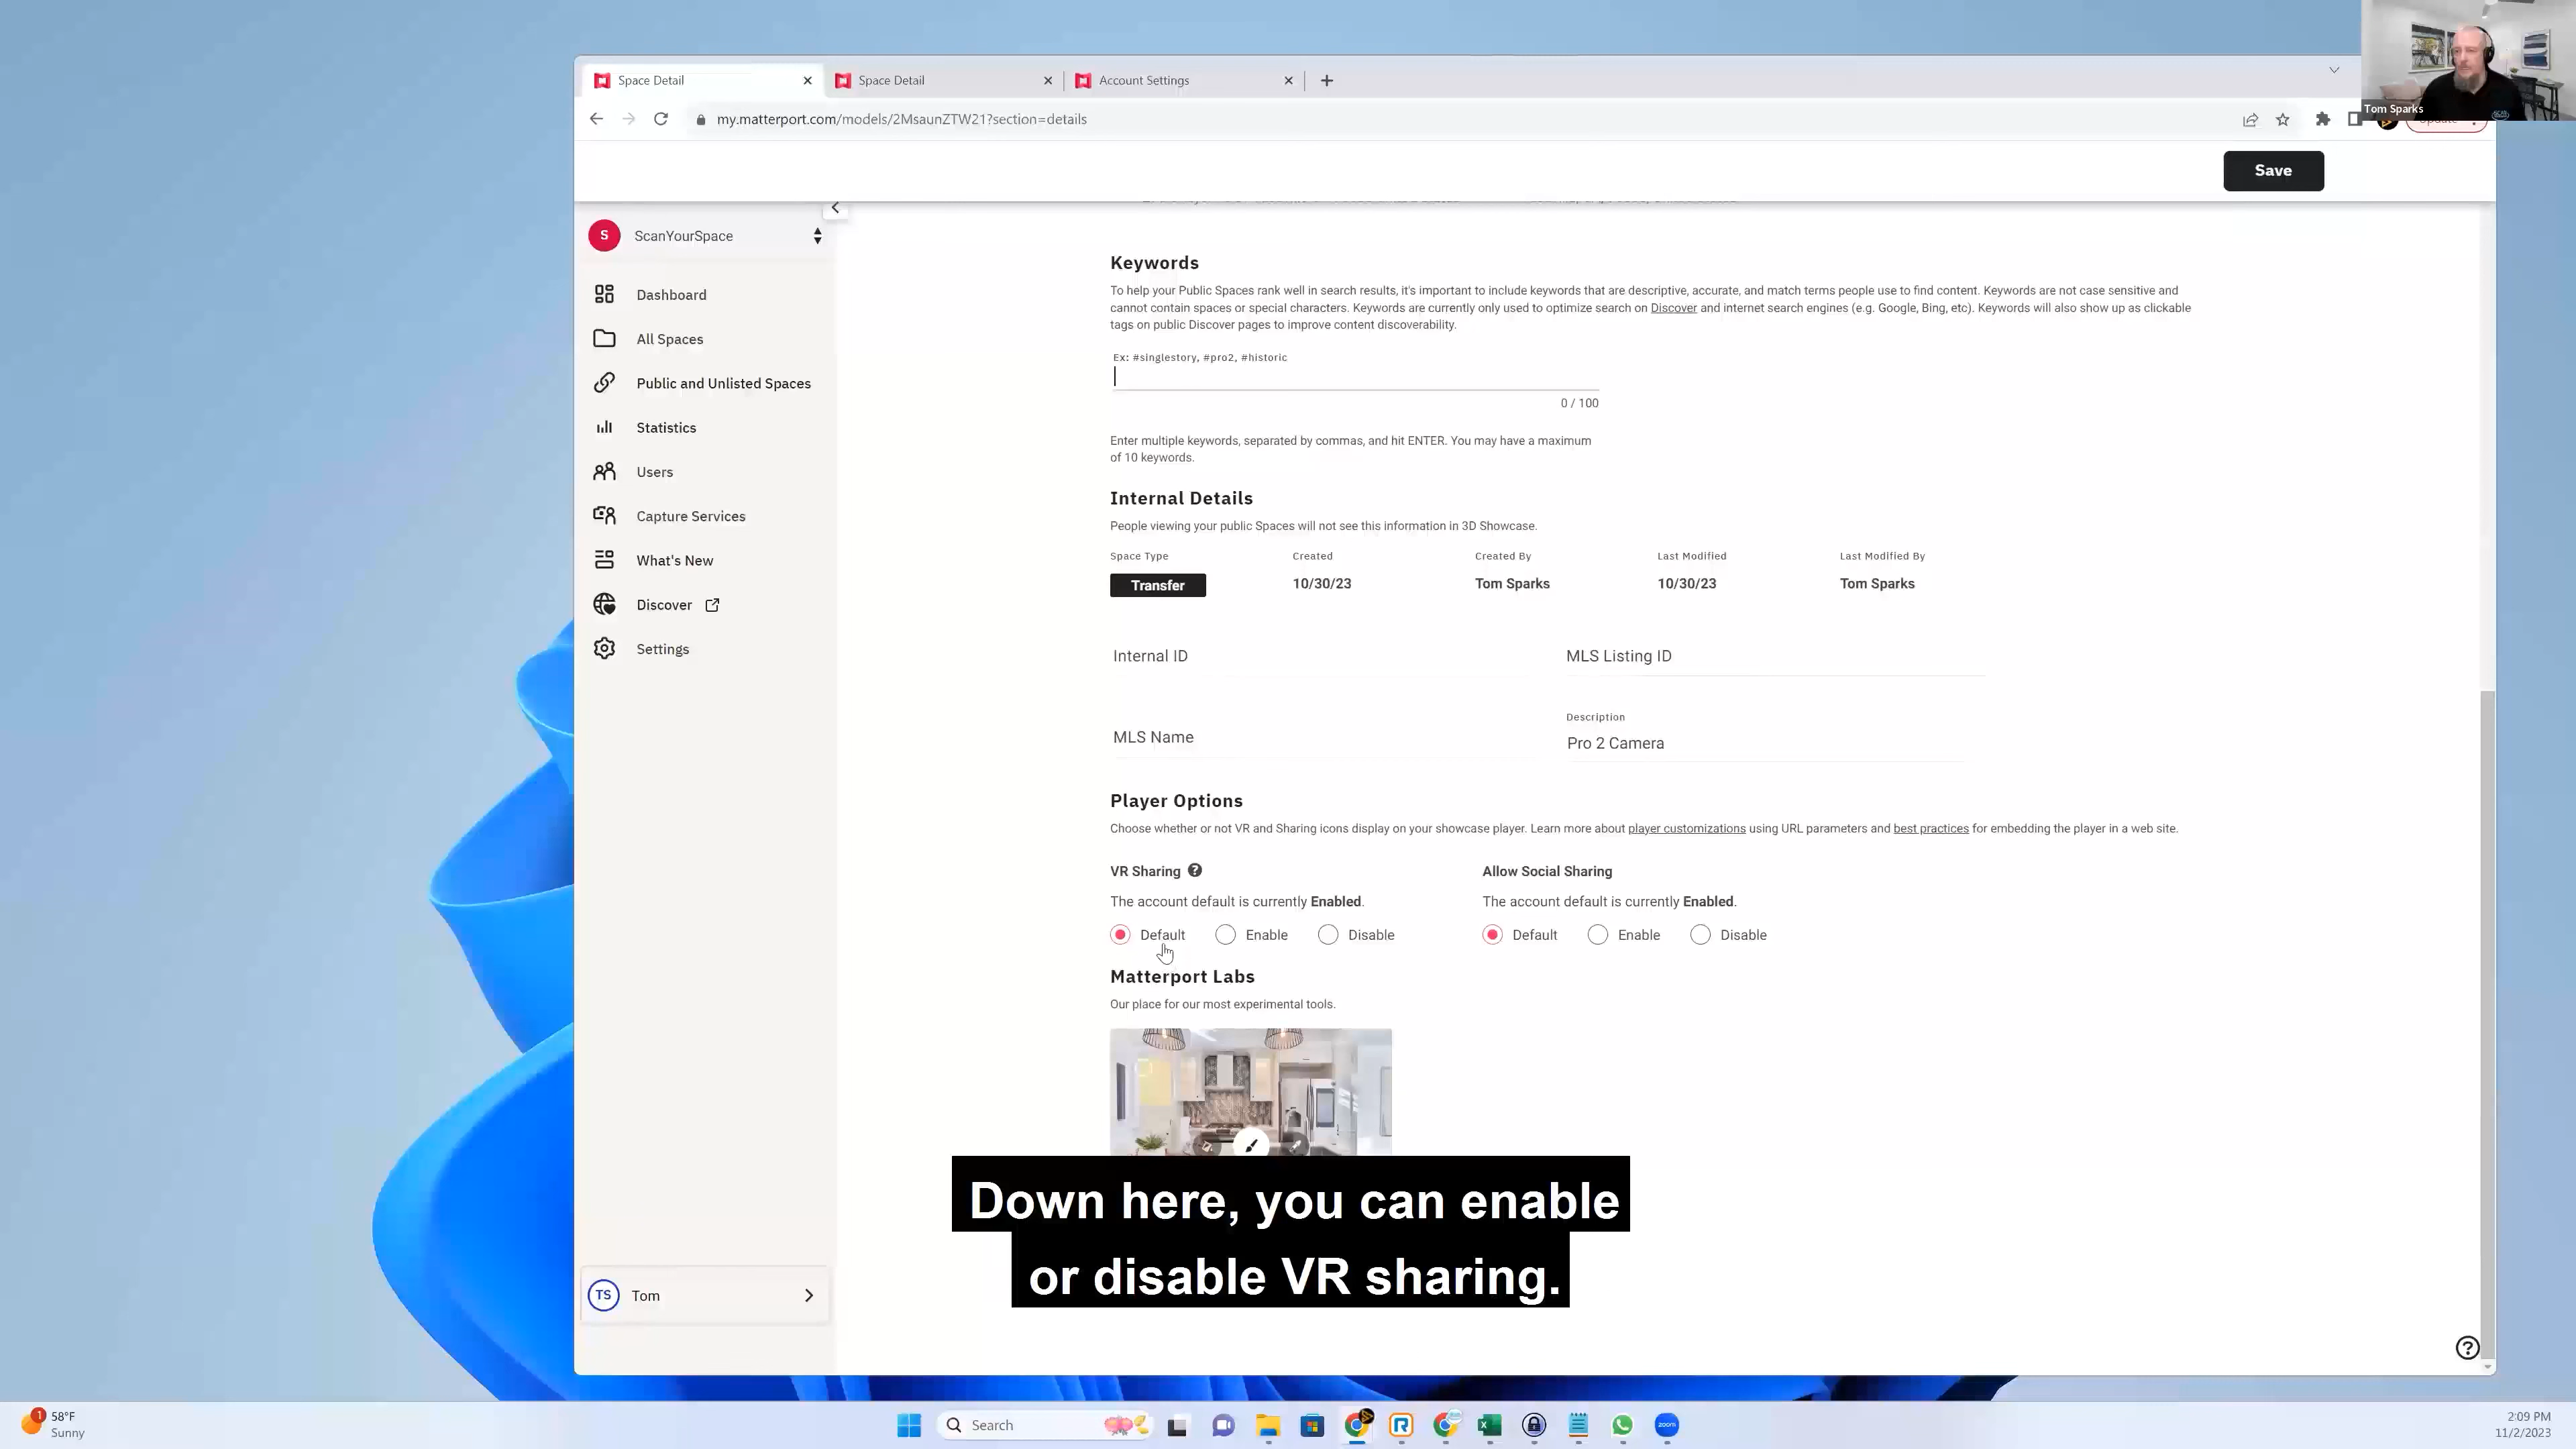 Space Detail
Space Detail
Account Settings
Tom Sparks
my.matterport.com/models/2MsaunZTW21?section=details
Save
S
ScanYourSpace
Dashboard
All Spaces
Public and Unlisted Spaces
Statistics
Users
Capture Services
What's New
Discover
Settings
Keywords
To help your Public Spaces rank well in search results, it's important to include keywords that are descriptive, accurate, and match terms people use to find content. Keywords are not case sensitive and
cannot contain spaces or special characters. Keywords are currently only used to optimize search on Discover and internet search engines (e.g. Google, Bing, etc). Keywords will also show up as clickable
tags on public Discover pages to improve content discoverability.
Ex: #singlestory, #pro2, #historic
0 / 100
Enter multiple keywords, separated by commas, and hit ENTER. You may have a maximum
of 10 keywords.
Internal Details
People viewing your public Spaces will not see this information in 3D Showcase.
Space Type Created Created By Last Modified Last Modified By
Transfer 10/30/23 Tom Sparks 10/30/23 Tom Sparks
Internal ID MLS Listing ID
Description
MLS Name Pro 2 Camera
Player Options
Choose whether or not VR and Sharing icons display on your showcase player. Learn more about player customizations using URL parameters and best practices for embedding the player in a web site.
VR Sharing Allow Social Sharing
The account default is currently Enabled. The account default is currently Enabled.
Default Enable Disable Default Enable Disable
Matterport Labs
Our place for our most experimental tools.
Down here, you can enable
or disable VR sharing.
TS Tom
1
58°F
Sunny
Search
zoom
2:09 PM
11/2/2023